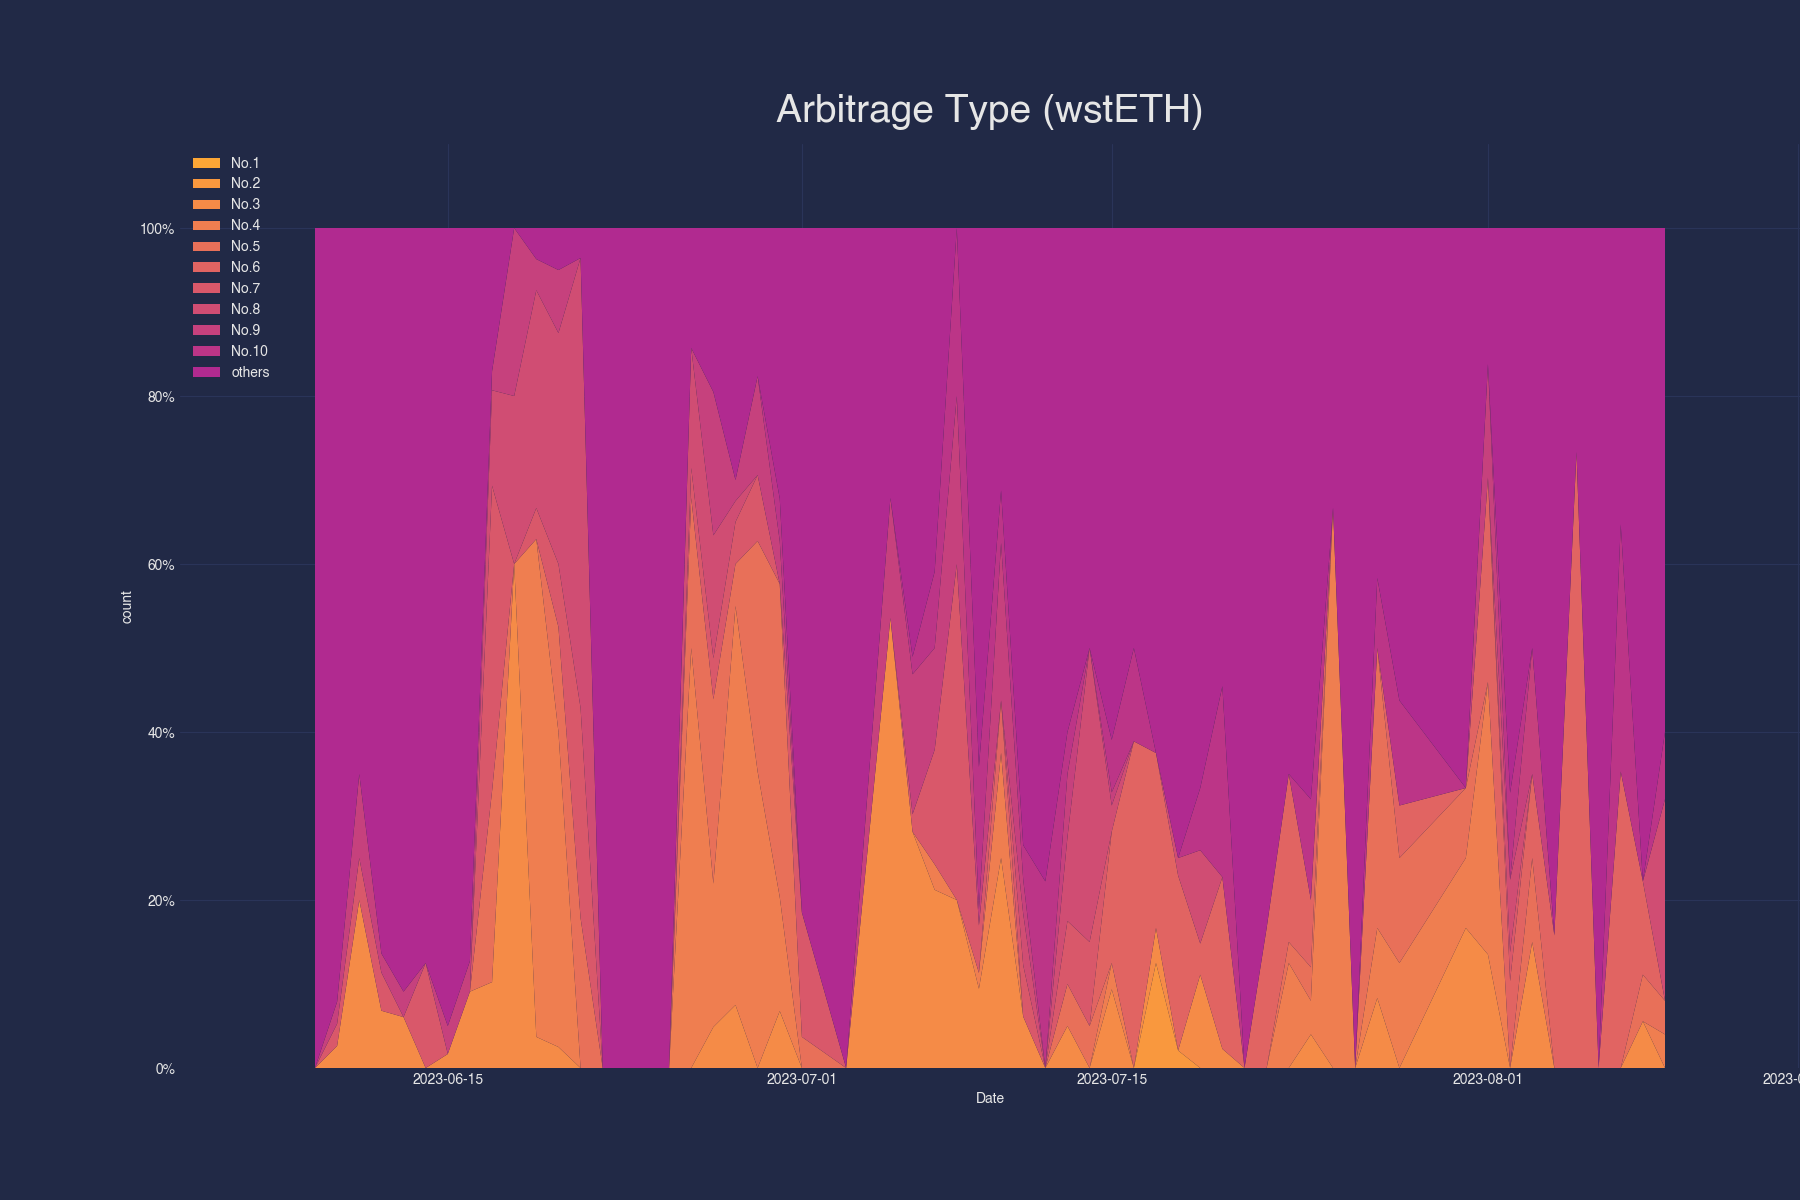 Arbitrage Type (wstETH)
No.1
No.2
No.3
No.4
No.5
No.6
No.7
No.8
No.9
No.10
others
100%
80%
60%
40%
20%
0%
count
2023-06-15
2023-07-01
2023-07-15
2023-08-01
2023-0
Date